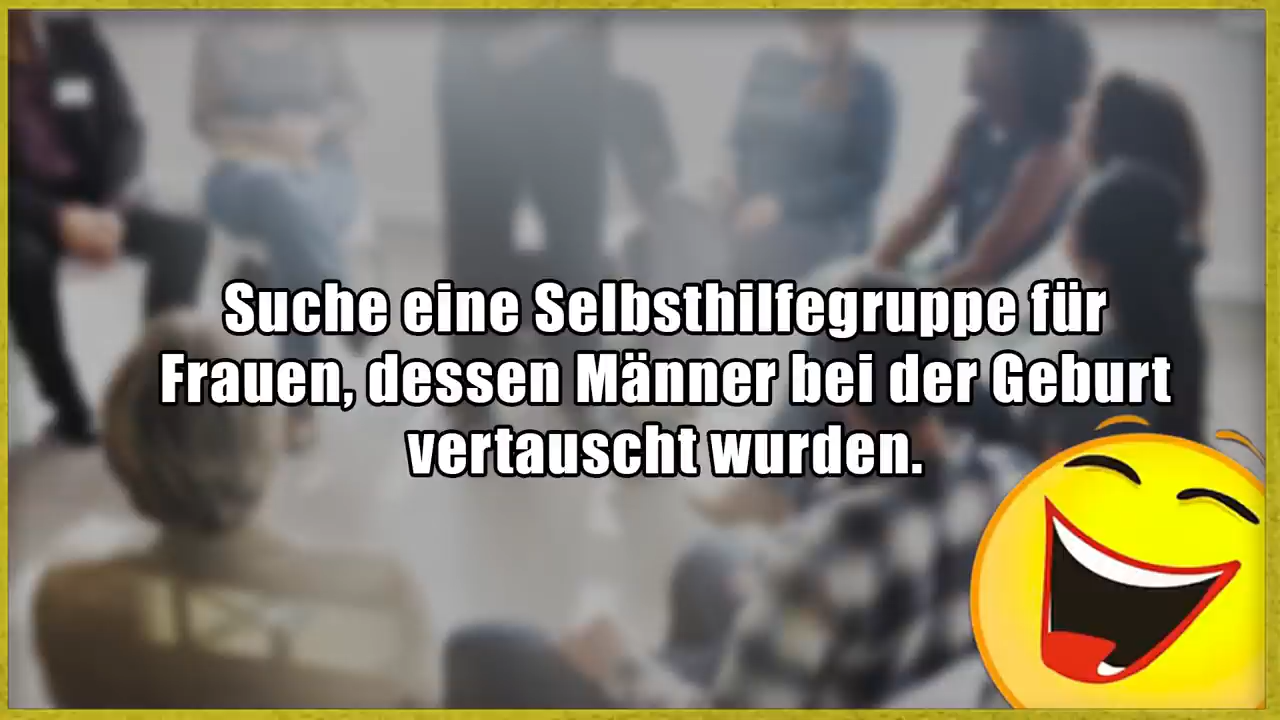 Suche eine Selbsthilfegruppe für
Frauen, dessen Männer bei der Geburt
vertauscht wurden.